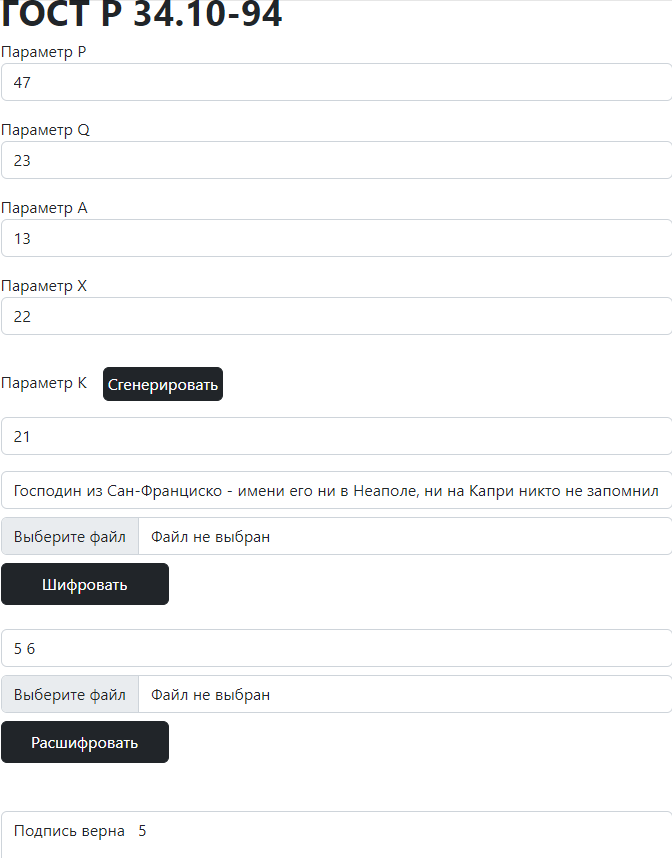 ГОСТ Р 34.10-94
Параметр P
47
Параметр Q
23
Параметр A
13
Параметр X
22
Параметр К Сгенерировать
21
Господин из Сан-Франциско - имени его ни в Неаполе, ни на Капри никто не запомнил
Выберите файл Файл не выбран
Шифровать
5 6
Выберите файл Файл не выбран
Расшифровать
Подпись верна 5